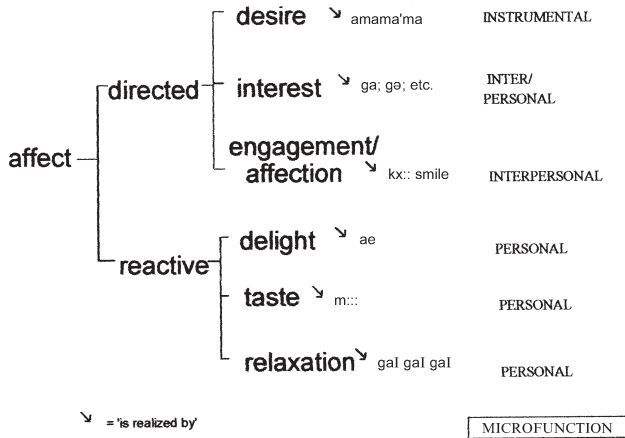 desire ↘ amama'ma INSTRUMENTAL
directed interest ↘ ga; gə; etc. INTER/
PERSONAL
affect engagement/
affection ↘ kx:: smile INTERPERSONAL
delight ↘ ae PERSONAL
reactive
taste ↘ m::: PERSONAL
relaxation ↘ gaI gaI gaI PERSONAL
↘ = 'is realized by'
MICROFUNCTION